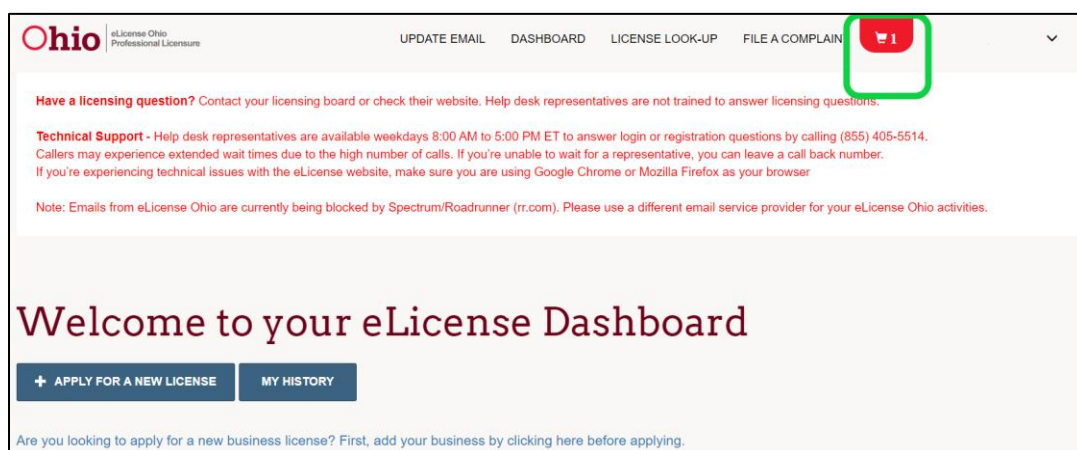 Ohio
eLicense Ohio
Professional Licensure
UPDATE EMAIL DASHBOARD LICENSE LOOK-UP FILE A COMPLAIN 1
Have a licensing question? Contact your licensing board or check their website. Help desk representatives are not trained to answer licensing questions.
Technical Support - Help desk representatives are available weekdays 8:00 AM to 5:00 PM ET to answer login or registration questions by calling (855) 405-5514.
Callers may experience extended wait times due to the high number of calls. If you're unable to wait for a representative, you can leave a call back number.
If you're experiencing technical issues with the eLicense website, make sure you are using Google Chrome or Mozilla Firefox as your browser
Note: Emails from eLicense Ohio are currently being blocked by Spectrum/Roadrunner (rr.com). Please use a different email service provider for your eLicense Ohio activities.
Welcome to your eLicense Dashboard
+ APPLY FOR A NEW LICENSE MY HISTORY
Are you looking to apply for a new business license? First, add your business by clicking here before applying.